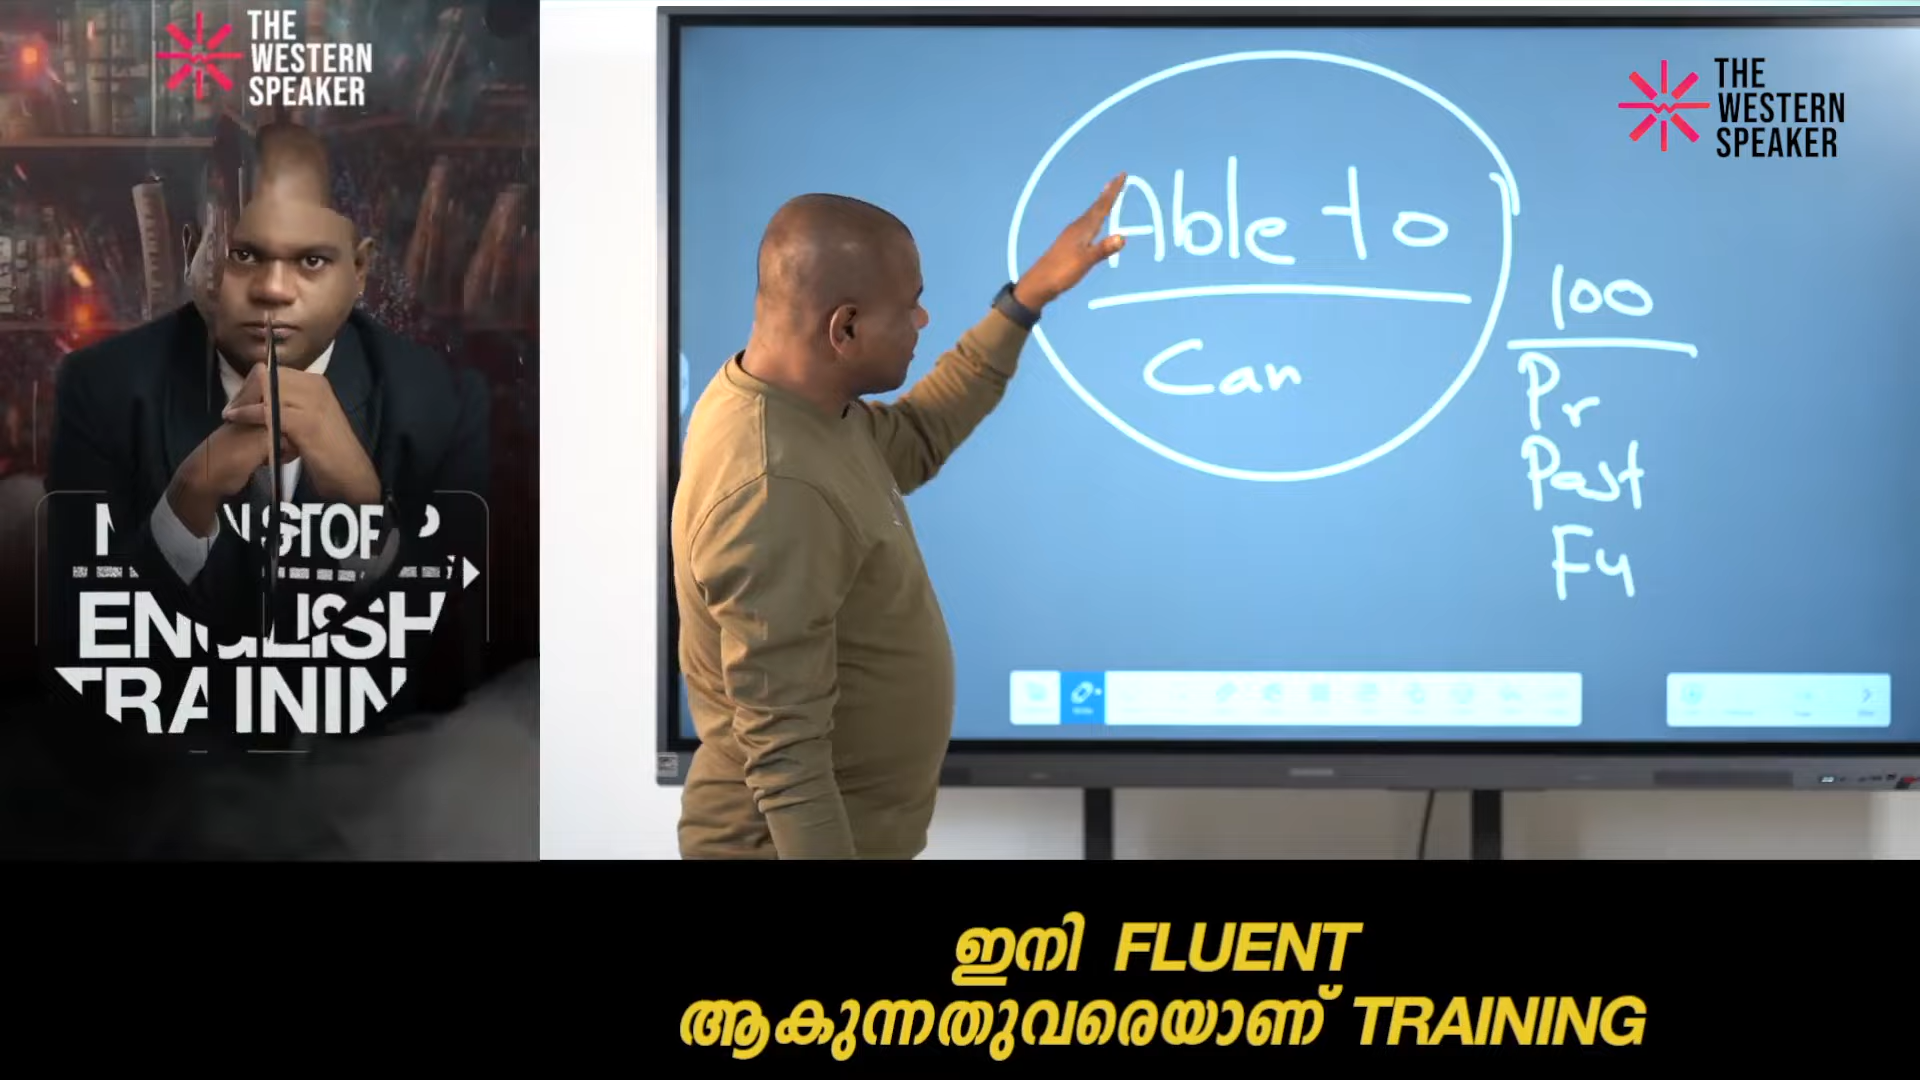 THE
WESTERN
SPEAKER
ENGLISH
TRAININ
Able to
Can
100
Pr
Past
Fu
THE
WESTERN
SPEAKER
ഇനി FLUENT
ആകുന്നതുവരെയാണ് TRAINING